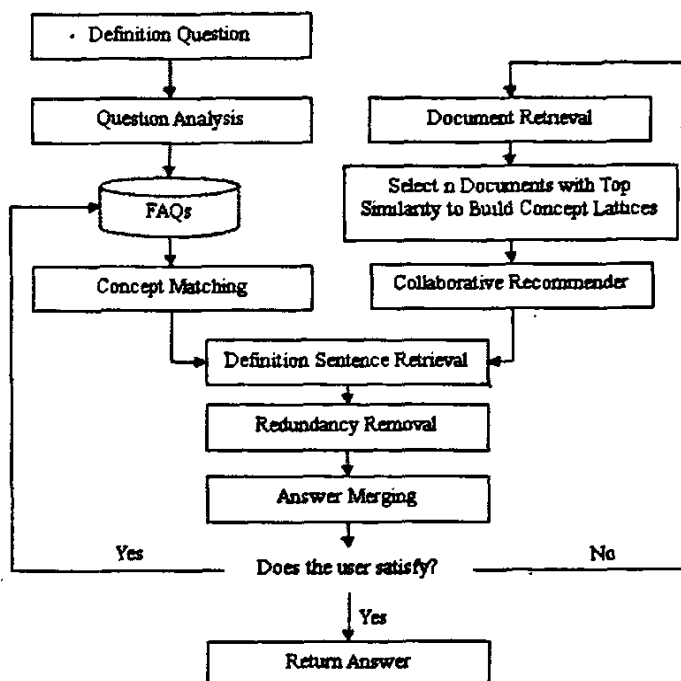 Definition Question
Question Analysis
FAQs
Concept Matching
Document Retrieval
Select n Documents with Top
Similarity to Build Concept Lattices
Collaborative Recommender
Definition Sentence Retrieval
Redundancy Removal
Answer Merging
Does the user satisfy?
Yes
No
Yes
Return Answer